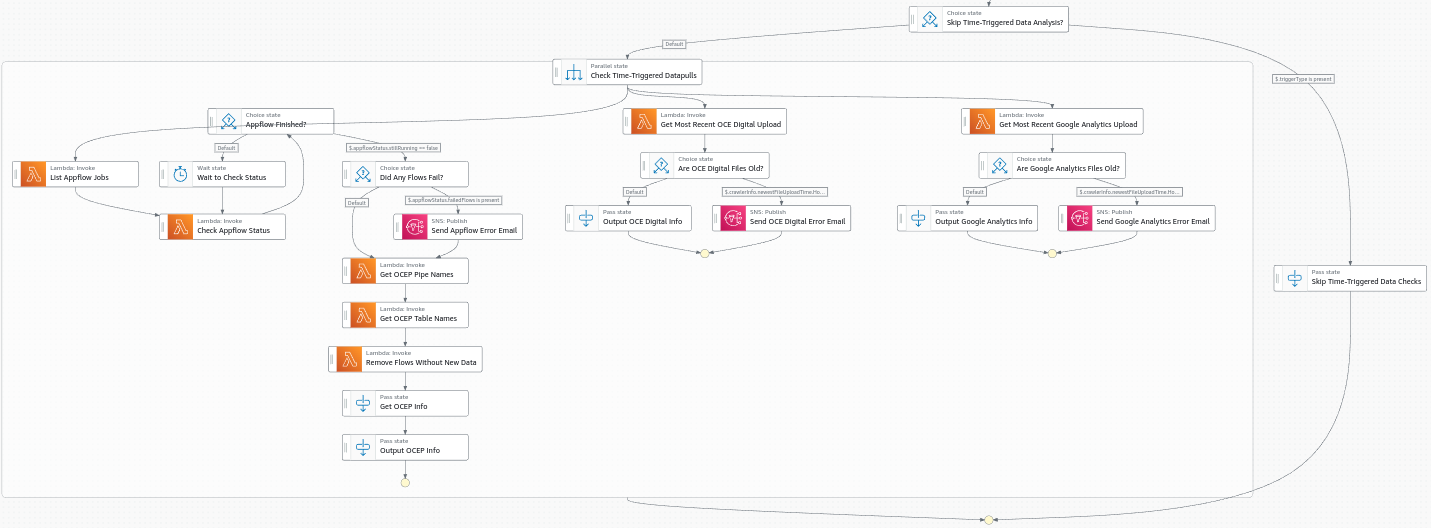 Choice state
Skip Time-Triggered Data Analysis?
Default
Parallel state
Check Time-Triggered Datapulls
$.triggerType is present
Choice state
Appflow Finished?
Lambda: Invoke
Get Most Recent OCE Digital Upload
Lambda: Invoke
Get Most Recent Google Analytics Upload
Default
$.appflowStatus.stillRunning == false
Lambda: Invoke
List Appflow Jobs
Wait state
Wait to Check Status
Choice state
Did Any Flows Fail?
Choice state
Are OCE Digital Files Old?
Choice state
Are Google Analytics Files Old?
Default
$.appflowStatus.failedFlows is present
Default
$.crawlerInfo.newestFileUploadTime.Ho...
Default
$.crawlerInfo.newestFileUploadTime.Ho...
Lambda: Invoke
Check Appflow Status
SNS: Publish
Send Appflow Error Email
Pass state
Output OCE Digital Info
SNS: Publish
Send OCE Digital Error Email
Pass state
Output Google Analytics Info
SNS: Publish
Send Google Analytics Error Email
Lambda: Invoke
Get OCEP Pipe Names
Pass state
Skip Time-Triggered Data Checks
Lambda: Invoke
Get OCEP Table Names
Lambda: Invoke
Remove Flows Without New Data
Pass state
Get OCEP Info
Pass state
Output OCEP Info